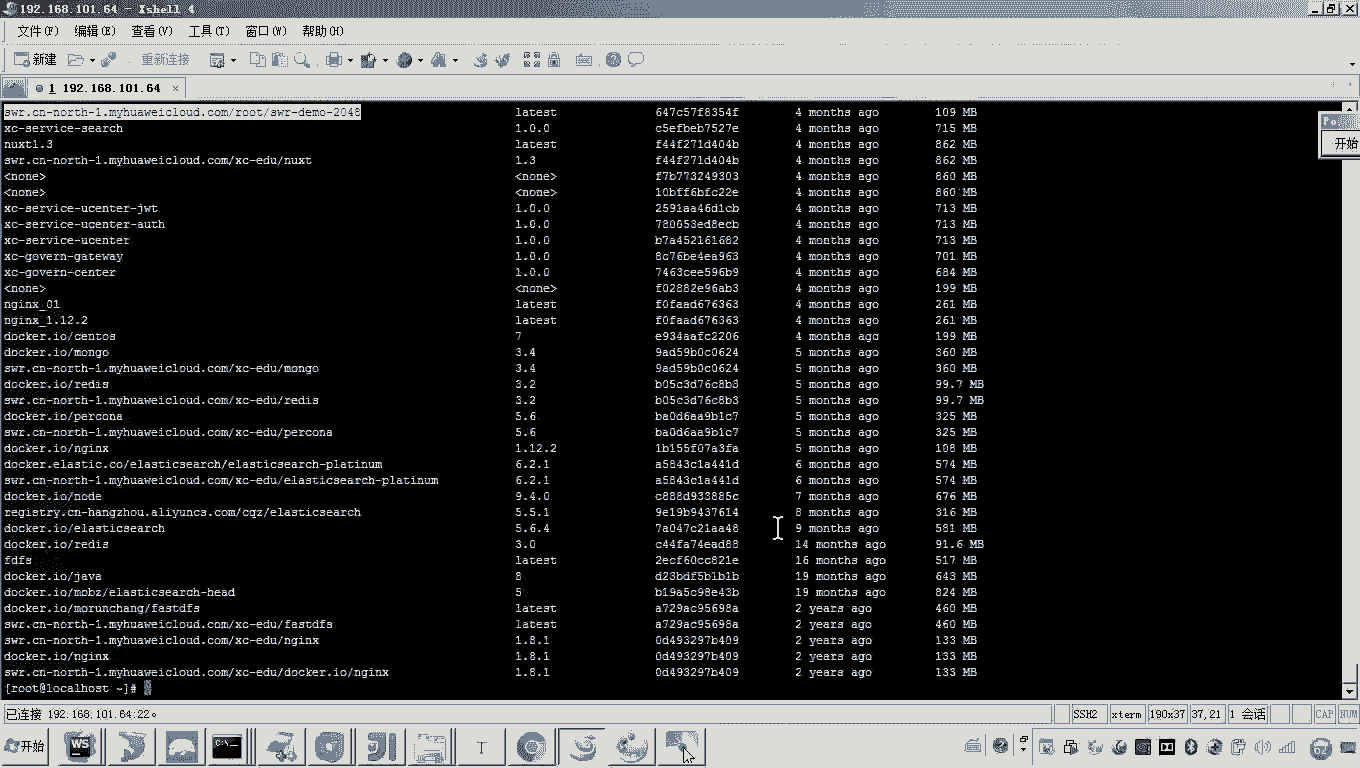 192.168.101.64 - Xshell 4
文件(F) 编辑(E) 查看(V) 工具(T) 窗口(W) 帮助(H)
新建 重新连接
1 192.168.101.64 ×
swr.cn-north-1.myhuaweicloud.com/root/swr-demo-2048 latest 647c57f8354f 4 months ago 109 MB
xc-service-search 1.0.0 c5efbeb7527e 4 months ago 715 MB
nuxt1.3 latest f44f271d404b 4 months ago 862 MB
swr.cn-north-1.myhuaweicloud.com/xc-edu/nuxt 1.3 f44f271d404b 4 months ago 862 MB
<none> <none> f7b773249303 4 months ago 860 MB
<none> <none> 10bff6bfc22e 4 months ago 860 MB
xc-service-ucenter-jwt 1.0.0 2591aa46d1cb 4 months ago 713 MB
xc-service-ucenter-auth 1.0.0 780653ed8ecb 4 months ago 713 MB
xc-service-ucenter 1.0.0 b7a452161682 4 months ago 713 MB
xc-govern-gateway 1.0.0 8c76be4ea963 4 months ago 701 MB
xc-govern-center 1.0.0 7463cee596b9 4 months ago 684 MB
<none> <none> f02882e96ab3 4 months ago 199 MB
nginx_01 latest f0faad676363 4 months ago 261 MB
nginx_1.12.2 latest f0faad676363 4 months ago 261 MB
docker.io/centos 7 e934aafc2206 4 months ago 199 MB
docker.io/mongo 3.4 9ad59b0c0624 5 months ago 360 MB
swr.cn-north-1.myhuaweicloud.com/xc-edu/mongo 3.4 9ad59b0c0624 5 months ago 360 MB
docker.io/redis 3.2 b05c3d76c8b3 5 months ago 99.7 MB
swr.cn-north-1.myhuaweicloud.com/xc-edu/redis 3.2 b05c3d76c8b3 5 months ago 99.7 MB
docker.io/percona 5.6 ba0d6aa9b1c7 5 months ago 325 MB
swr.cn-north-1.myhuaweicloud.com/xc-edu/percona 5.6 ba0d6aa9b1c7 5 months ago 325 MB
docker.io/nginx 1.12.2 1b155f07a3fa 5 months ago 108 MB
docker.elastic.co/elasticsearch/elasticsearch-platinum 6.2.1 a5843c1a441d 6 months ago 574 MB
swr.cn-north-1.myhuaweicloud.com/xc-edu/elasticsearch-platinum 6.2.1 a5843c1a441d 6 months ago 574 MB
docker.io/node 9.4.0 c888d933885c 7 months ago 676 MB
registry.cn-hangzhou.aliyuncs.com/cqz/elasticsearch 5.5.1 9e19b9437614 8 months ago 316 MB
docker.io/elasticsearch 5.6.4 7a047c21aa48 9 months ago 581 MB
docker.io/redis 3.0 c44fa74ead88 14 months ago 91.6 MB
fdfs latest 2ecf60cc821e 16 months ago 517 MB
docker.io/java 8 d23bdf5b1b1b 19 months ago 643 MB
docker.io/mobz/elasticsearch-head 5 b19a5c98e43b 19 months ago 824 MB
docker.io/morunchang/fastdfs latest a729ac95698a 2 years ago 460 MB
swr.cn-north-1.myhuaweicloud.com/xc-edu/fastdfs latest a729ac95698a 2 years ago 460 MB
swr.cn-north-1.myhuaweicloud.com/xc-edu/nginx 1.8.1 0d493297b409 2 years ago 133 MB
docker.io/nginx 1.8.1 0d493297b409 2 years ago 133 MB
swr.cn-north-1.myhuaweicloud.com/xc-edu/docker.io/nginx 1.8.1 0d493297b409 2 years ago 133 MB
[root@localhost ~]#
Po
开始
已连接 192.168.101.64:22。 SSH2 xterm 190x37 37,21 1 会话 CAP NUM
开始 WS C:\ T 62